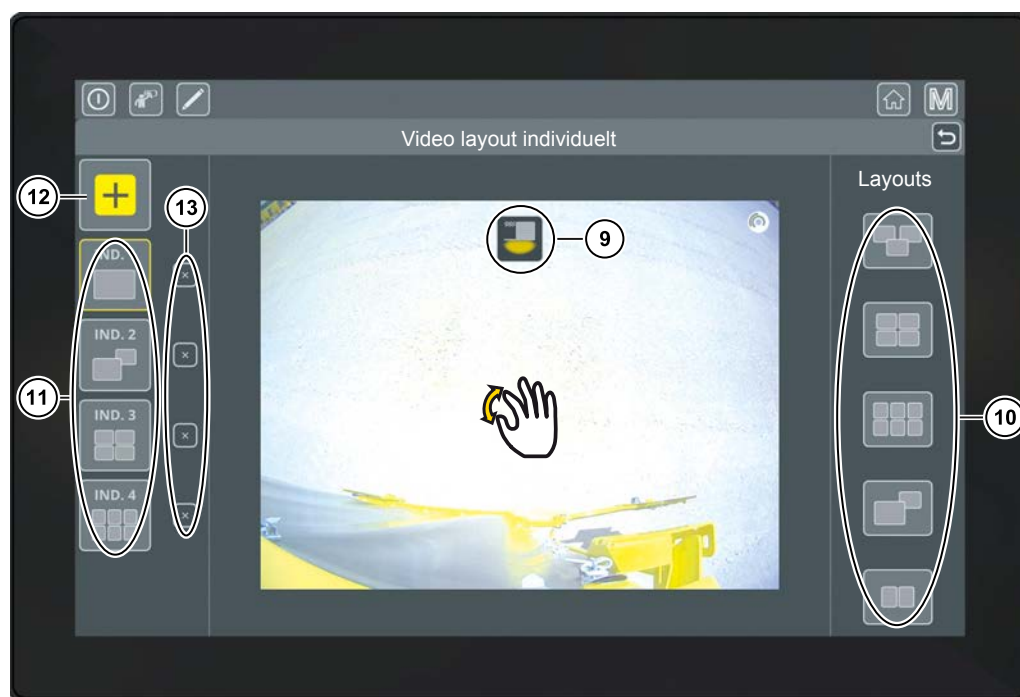 M
Video layout individuelt
12
13
9
Layouts
IND.
IND. 2
11
IND. 3
10
IND. 4